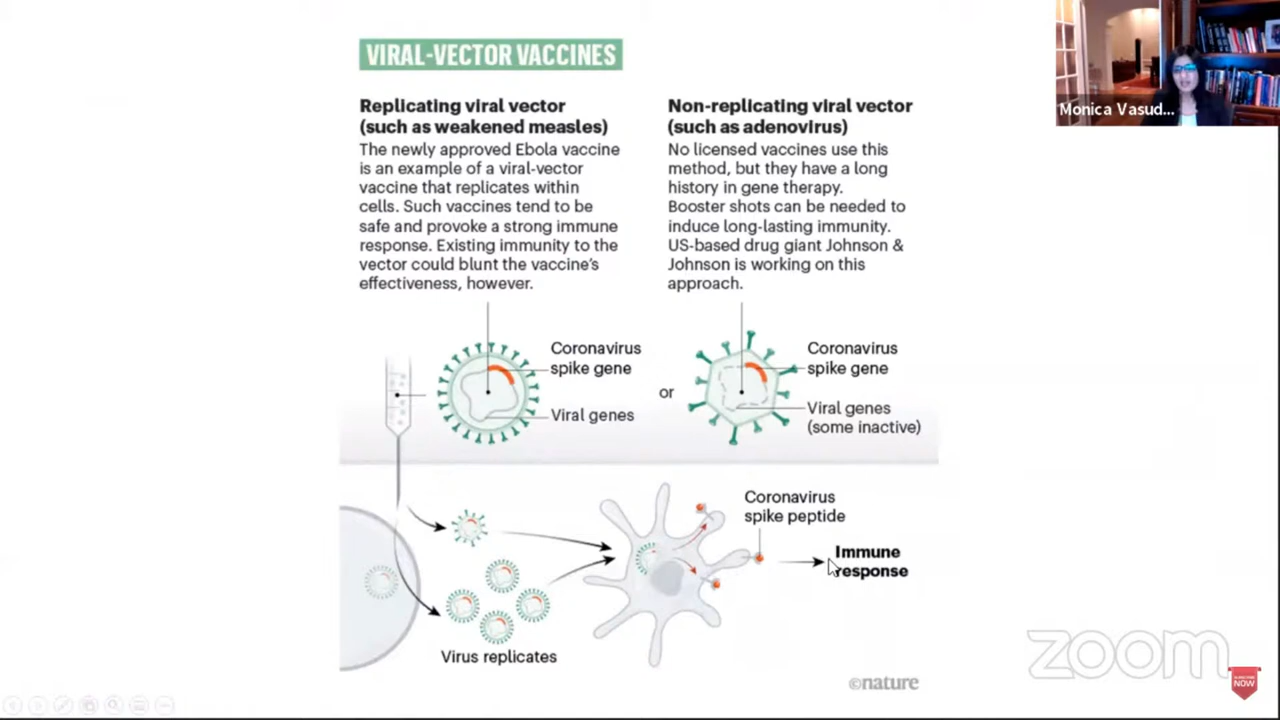 VIRAL-VECTOR VACCINES
Replicating viral vector
(such as weakened measles)
The newly approved Ebola vaccine
is an example of a viral-vector
vaccine that replicates within
cells. Such vaccines tend to be
safe and provoke a strong immune
response. Existing immunity to the
vector could blunt the vaccine's
effectiveness, however.
Non-replicating viral vector
(such as adenovirus)
No licensed vaccines use this
method, but they have a long
history in gene therapy.
Booster shots can be needed to
induce long-lasting immunity.
US-based drug giant Johnson &
Johnson is working on this
approach.
Monica Vasud...
Coronavirus
spike gene
Viral genes
or
Coronavirus
spike gene
Viral genes
(some inactive)
Coronavirus
spike peptide
Immune
response
Virus replicates
©nature
zoom
SUBSCRIBE
NOW